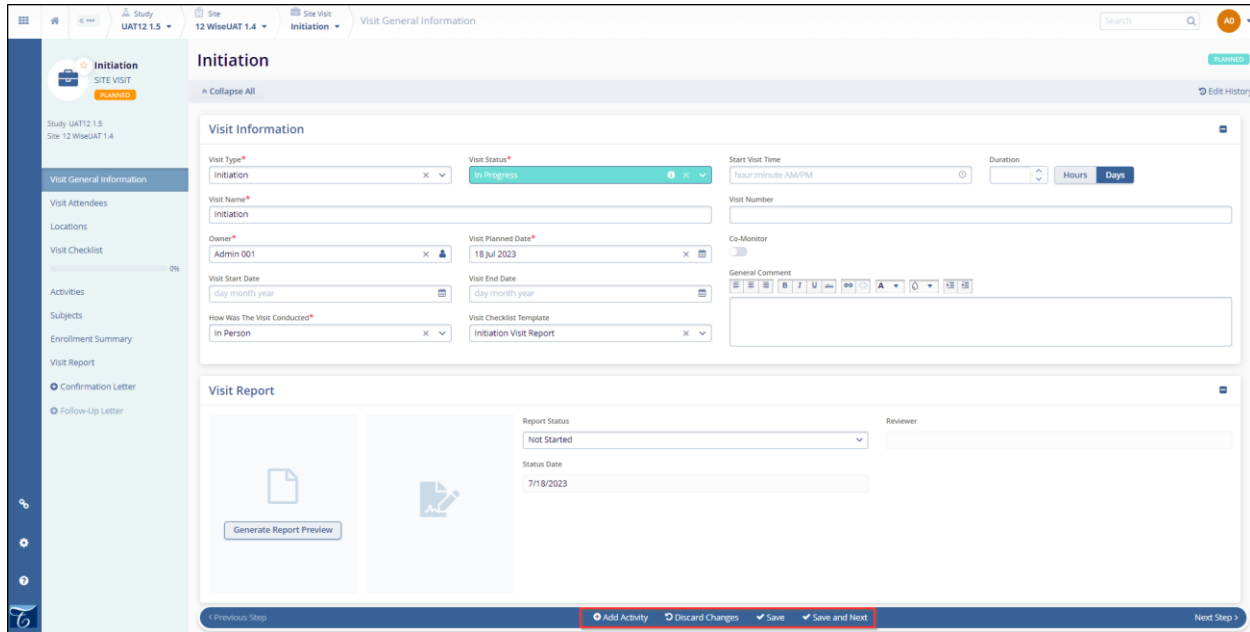 Study
UAT12 1.5
Site
12 WiseUAT 1.4
Site Visit
Initiation
Visit General Information
Search
A0
Initiation
SITE VISIT
PLANNED
Study UAT12 1.5
Site 12 WiseUAT 1.4
Visit General Information
Visit Attendees
Locations
Visit Checklist
0%
Activities
Subjects
Enrollment Summary
Visit Report
Confirmation Letter
Follow-Up Letter
Initiation
PLANNED
Collapse All
Edit History
Visit Information
Visit Type*
Visit Status*
Start Visit Time
Duration
Initiation
In Progress
hour:minute AM/PM
Hours
Days
Visit Name*
Visit Number
Initiation
Owner*
Visit Planned Date*
Co-Monitor
Admin 001
18 Jul 2023
Visit Start Date
Visit End Date
General Comment
day month year
day month year
B I U abc A
How Was The Visit Conducted*
Visit Checklist Template
In Person
Initiation Visit Report
Visit Report
Report Status
Reviewer
Not Started
Status Date
7/18/2023
Generate Report Preview
< Previous Step
Add Activity
Discard Changes
Save
Save and Next
Next Step >